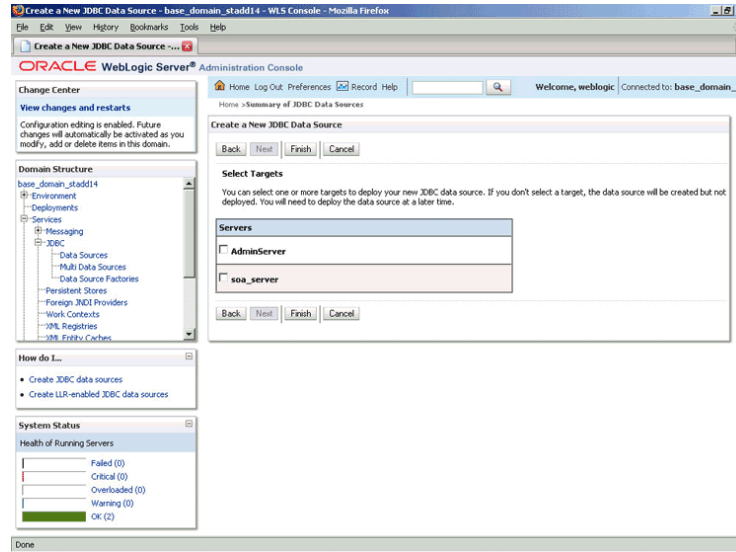 Create a New JDBC Data Source - base_domain_stadd14 - WLS Console - Mozilla Firefox
File Edit View History Bookmarks Tools Help
Create a New JDBC Data Source -...
ORACLE WebLogic Server® Administration Console
Change Center
View changes and restarts
Configuration editing is enabled. Future
changes will automatically be activated as you
modify, add or delete items in this domain.
Domain Structure
base_domain_stadd14
Environment
Deployments
Services
Messaging
JDBC
Data Sources
Multi Data Sources
Data Source Factories
Persistent Stores
Foreign JNDI Providers
Work Contexts
XML Registries
XML Entity Caches
How do I...
Create JDBC data sources
Create LLR-enabled JDBC data sources
System Status
Health of Running Servers
Failed (0)
Critical (0)
Overloaded (0)
Warning (0)
OK (2)
Home Log Out Preferences Record Help
Welcome, weblogic Connected to: base_domain_
Home >Summary of JDBC Data Sources
Create a New JDBC Data Source
Back Next Finish Cancel
Select Targets
You can select one or more targets to deploy your new JDBC data source. If you don't select a target, the data source will be created but not
deployed. You will need to deploy the data source at a later time.
Servers
AdminServer
soa_server
Back Next Finish Cancel
Done